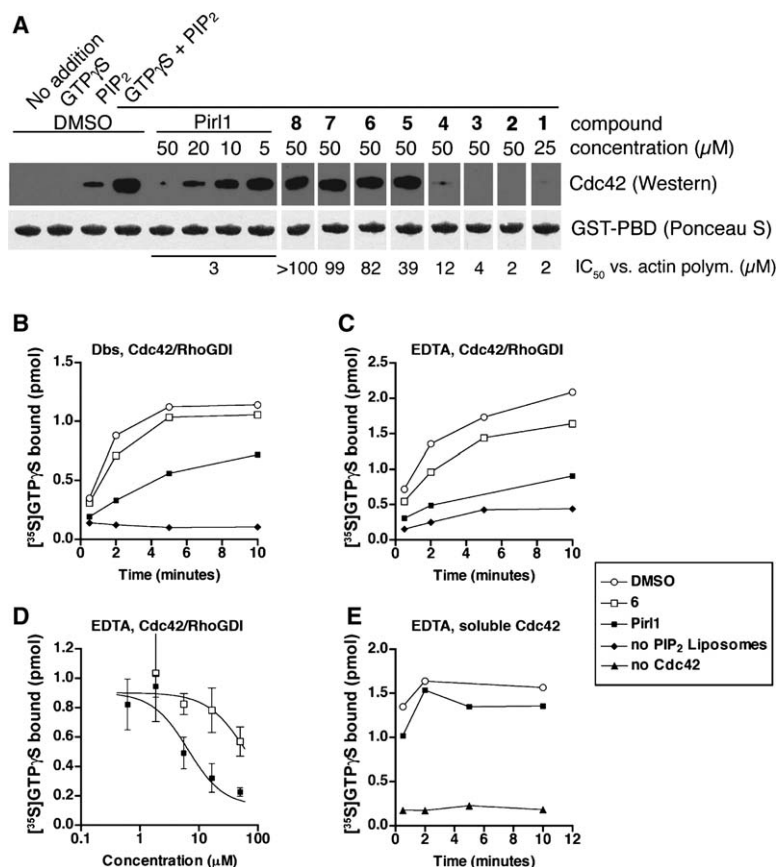 A
No addition
GTPγS
PIP₂
GTPγS + PIP₂
DMSO Pirl1 8 7 6 5 4 3 2 1 compound
50 20 10 5 50 50 50 50 50 50 50 25 concentration (μM)
Cdc42 (Western)
GST-PBD (Ponceau S)
3 >100 99 82 39 12 4 2 2 IC₅₀ vs. actin polym. (μM)
B
Dbs, Cdc42/RhoGDI
[³⁵S]GTPγS bound (pmol)
1.5
1.0
0.5
0.0
0 2 4 6 8 10
Time (minutes)
C
EDTA, Cdc42/RhoGDI
[³⁵S]GTPγS bound (pmol)
2.5
2.0
1.5
1.0
0.5
0.0
0 2 4 6 8 10
Time (minutes)
DMSO
6
Pirl1
no PIP₂ Liposomes
no Cdc42
D
EDTA, Cdc42/RhoGDI
[³⁵S]GTPγS bound (pmol)
1.2
1.0
0.8
0.6
0.4
0.2
0.0
0.1 1 10 100
Concentration (μM)
E
EDTA, soluble Cdc42
[³⁵S]GTPγS bound (pmol)
2.0
1.5
1.0
0.5
0.0
0 2 4 6 8 10 12
Time (minutes)